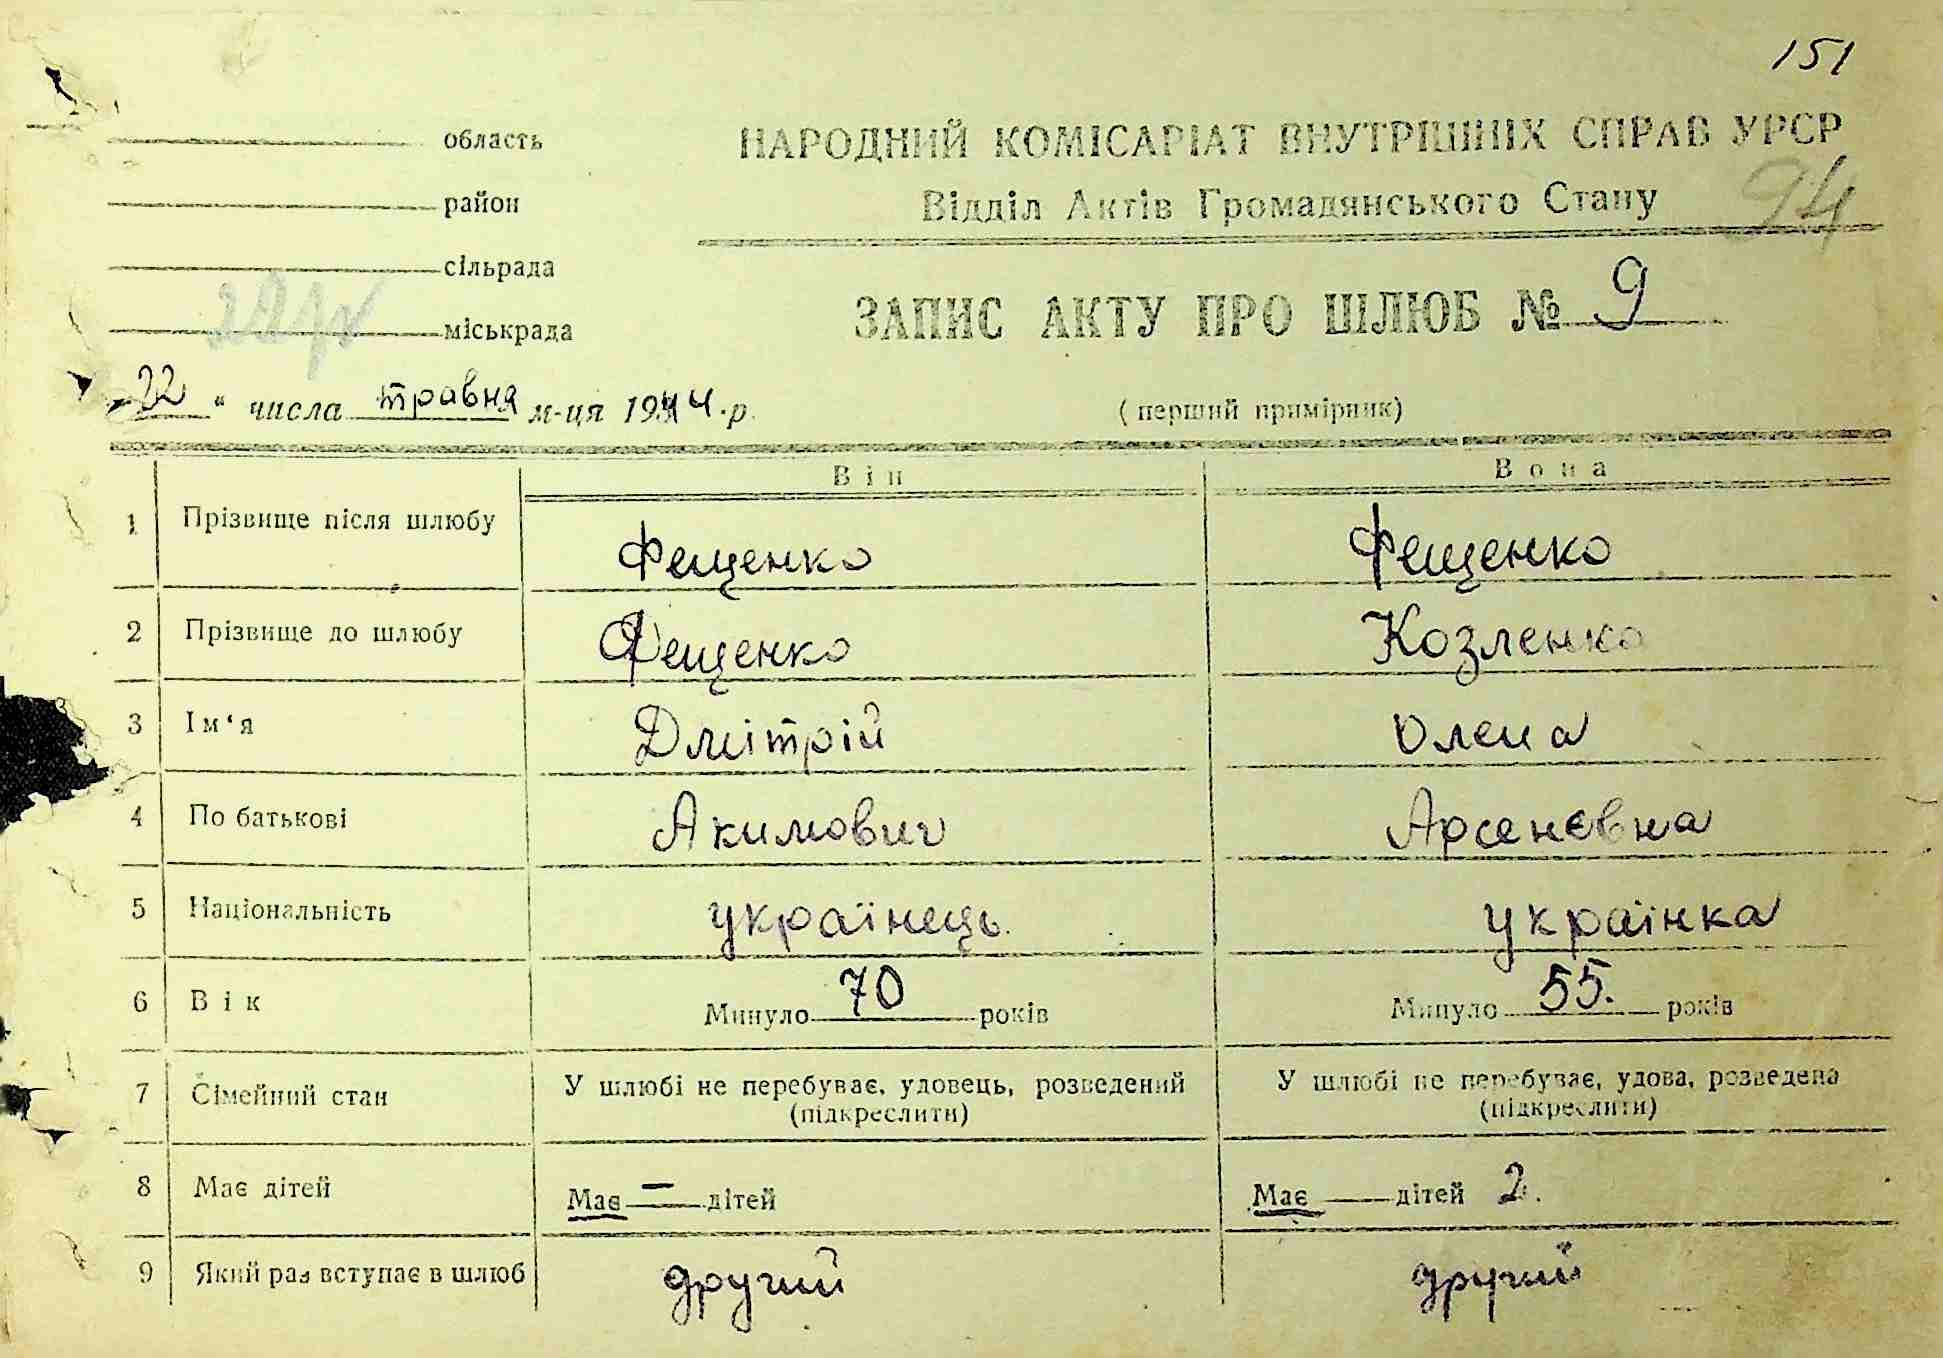 151
область
НАРОДНИЙ КОМІСАРІАТ ВНУТРІШНІХ СПРАВ УРСР
район
Відділ Актів Громадянського Стану 94
сільрада
міськрада
ЗАПИС АКТУ ПРО ШЛЮБ № 9
"22" числа травня м-ця 1944 р.
(перший примірник)
Він Вона
1 Прізвище після шлюбу Фещенко Фещенко
2 Прізвище до шлюбу Фещенко Козленко
3 Ім'я Дмітрій Олена
4 По батькові Акимович Арсенєвна
5 Національність українець. українка
6 Вік Минуло 70 років Минуло 55. років
7 Сімейний стан У шлюбі не перебуває, удовець, розведений У шлюбі не перебуває, удова, розведена
(підкреслити) (підкреслити)
8 Має дітей Має — дітей Має дітей 2.
9 Який раз вступає в шлюб другий другий